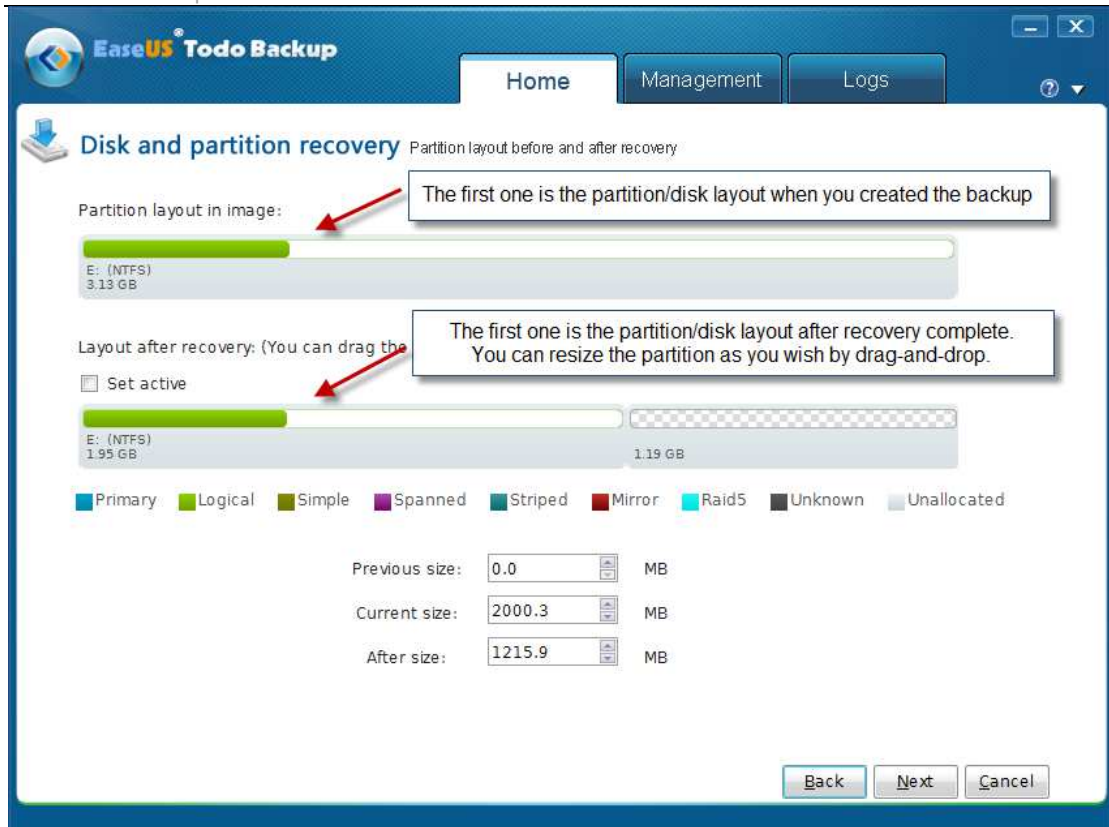 EaseUS® Todo Backup
Home
Management
Logs
Disk and partition recovery Partition layout before and after recovery
The first one is the partition/disk layout when you created the backup
Partition layout in image:
E: (NTFS)
3.13 GB
The first one is the partition/disk layout after recovery complete.
You can resize the partition as you wish by drag-and-drop.
Layout after recovery: (You can drag the
Set active
E: (NTFS)
1.95 GB
1.19 GB
Primary Logical Simple Spanned Striped Mirror Raid5 Unknown Unallocated
Previous size: 0.0 MB
Current size: 2000.3 MB
After size: 1215.9 MB
Back Next Cancel